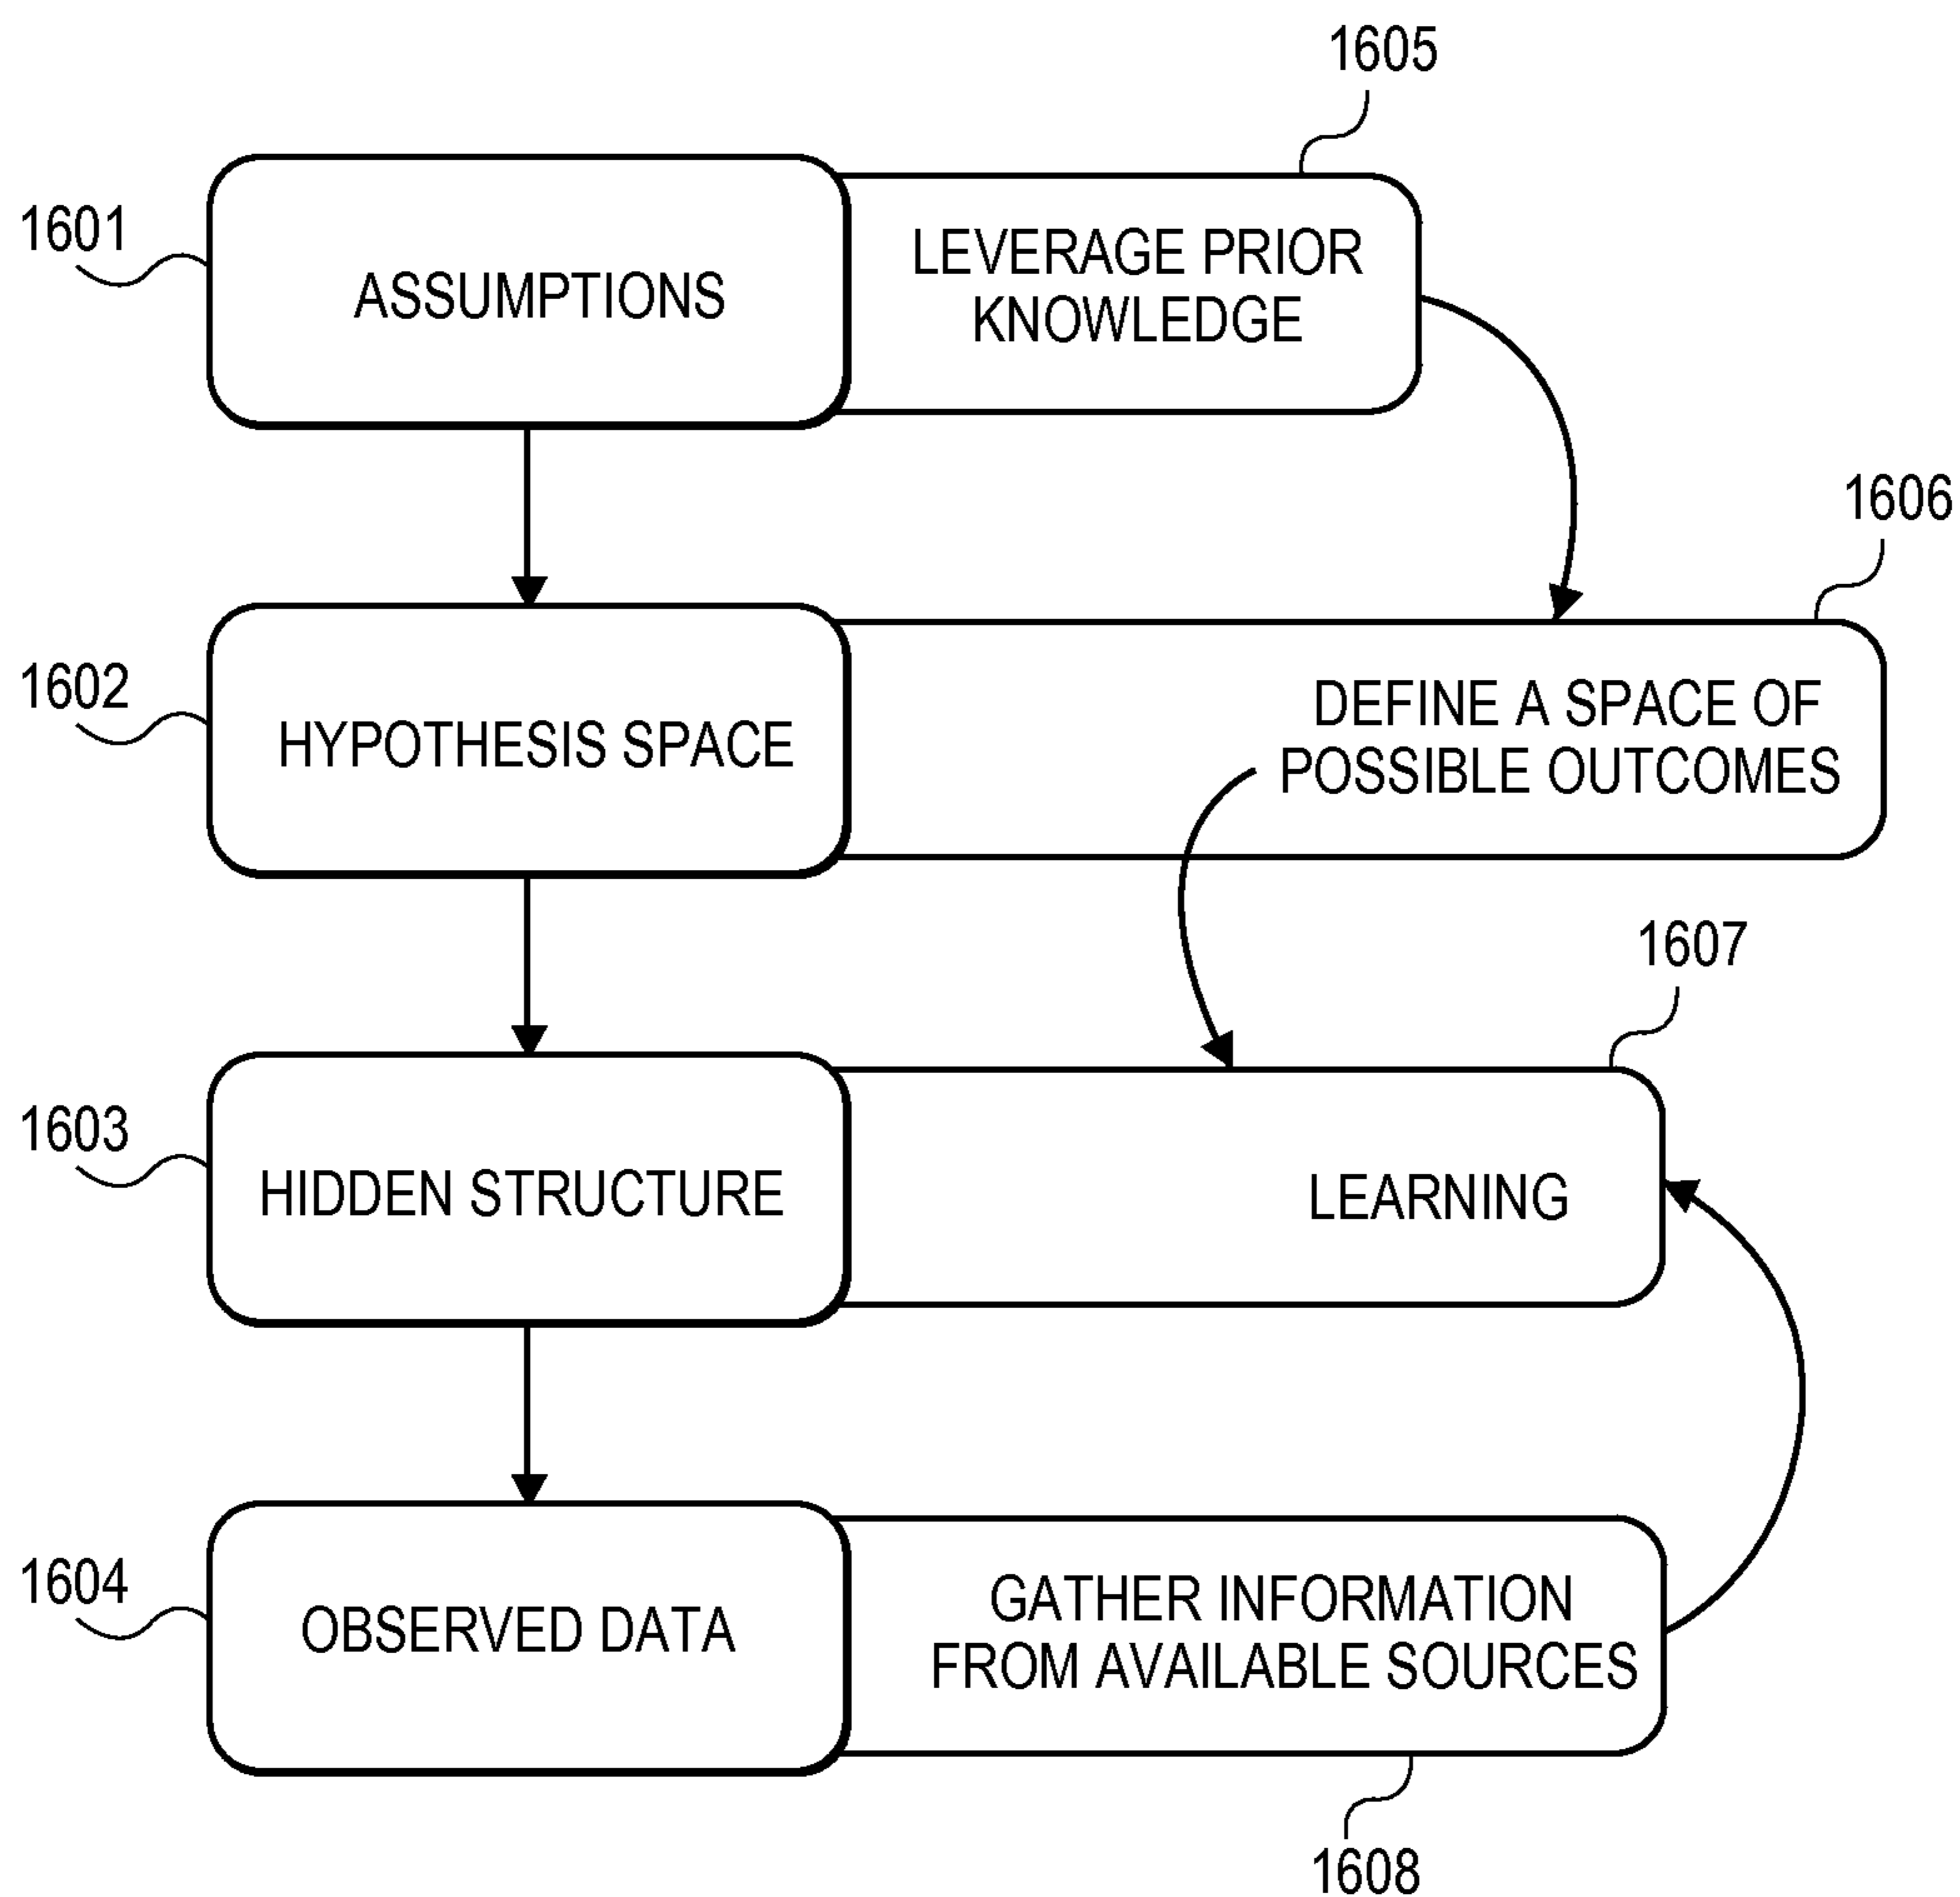 1605
1601
ASSUMPTIONS
LEVERAGE PRIOR
KNOWLEDGE
1606
1602
HYPOTHESIS SPACE
DEFINE A SPACE OF
POSSIBLE OUTCOMES
1607
1603
HIDDEN STRUCTURE
LEARNING
1604
OBSERVED DATA
GATHER INFORMATION
FROM AVAILABLE SOURCES
1608